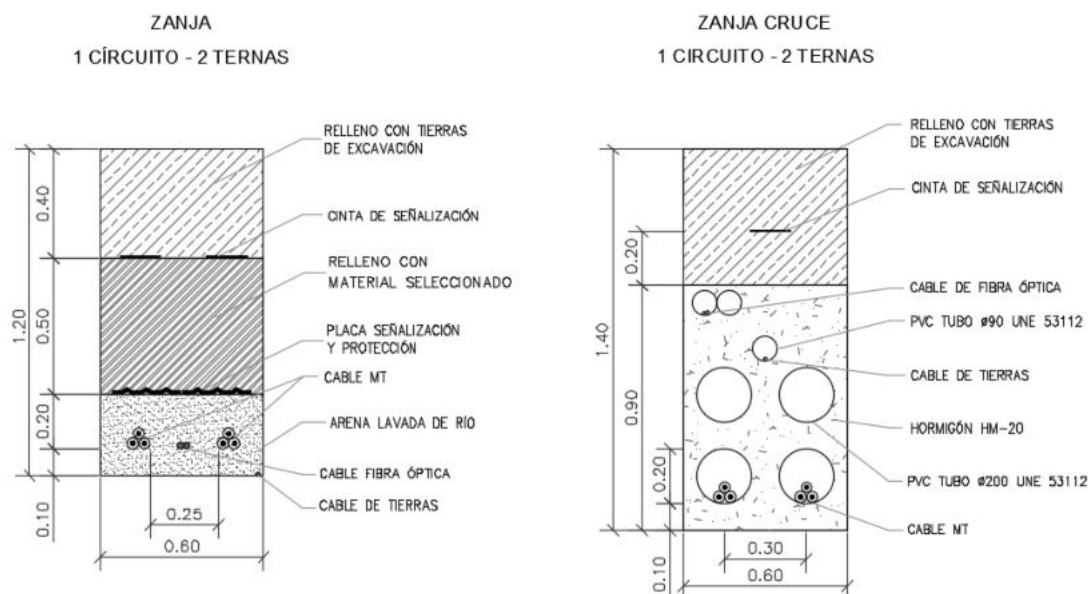 ZANJA
1 CÍRCUITO - 2 TERNAS
RELLENO CON TIERRAS
DE EXCAVACIÓN
CINTA DE SEÑALIZACIÓN
RELLENO CON
MATERIAL SELECCIONADO
PLACA SEÑALIZACIÓN
Y PROTECCIÓN
CABLE MT
ARENA LAVADA DE RÍO
CABLE FIBRA ÓPTICA
CABLE DE TIERRAS
1.20
0.40
0.50
0.20
0.10
0.25
0.60
ZANJA CRUCE
1 CIRCUITO - 2 TERNAS
RELLENO CON TIERRAS
DE EXCAVACIÓN
CINTA DE SEÑALIZACIÓN
CABLE DE FIBRA ÓPTICA
PVC TUBO Ø90 UNE 53112
CABLE DE TIERRAS
HORMIGÓN HM-20
PVC TUBO Ø200 UNE 53112
CABLE MT
1.40
0.20
0.90
0.20
0.10
0.30
0.60